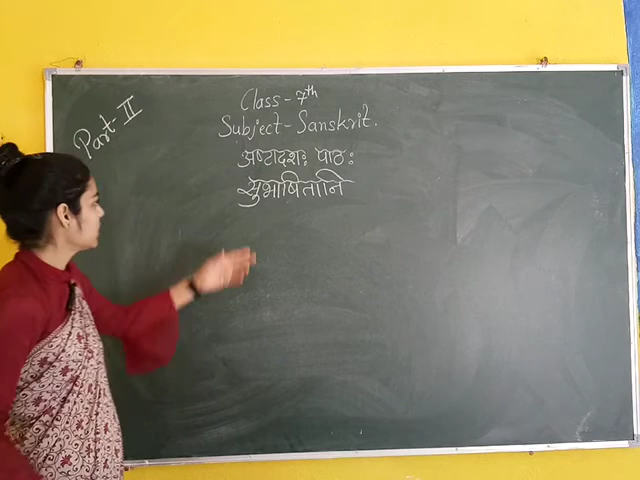 Part-II
Class-7th
Subject-Sanskrit.
अष्टादशः पाठः
सुभाषितानि